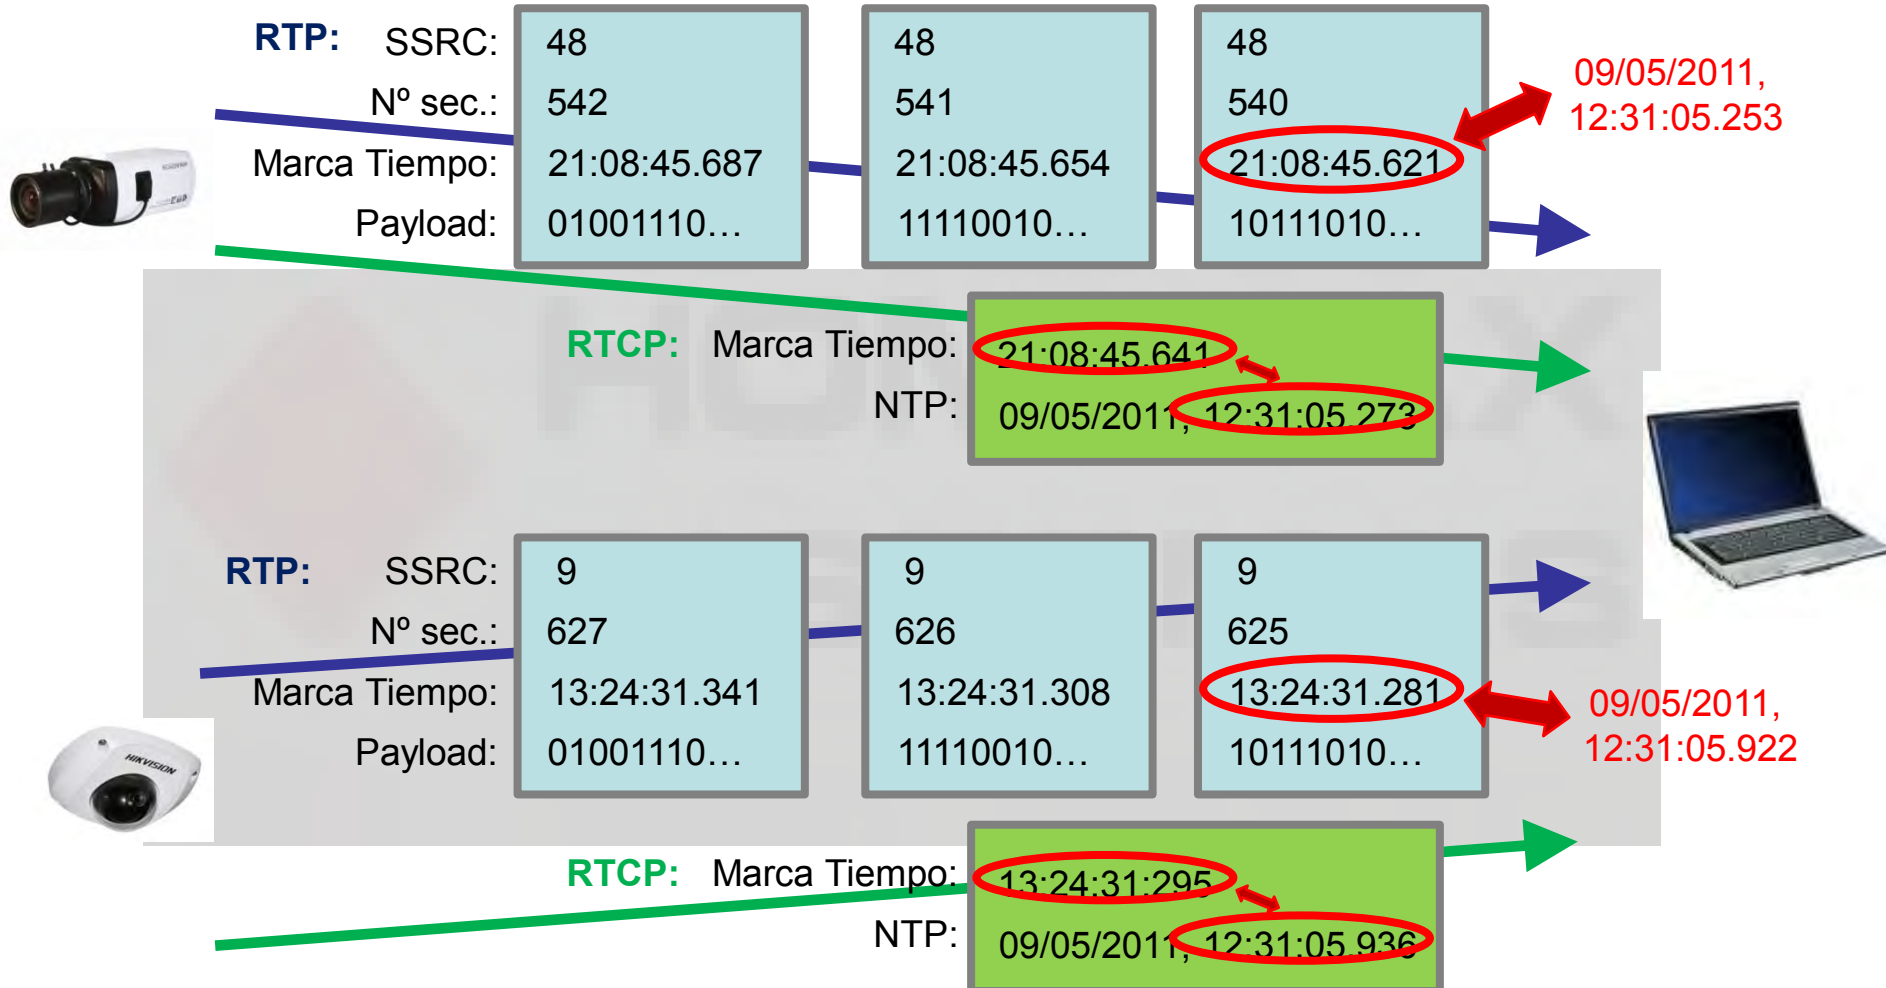 RTP: SSRC: 48 48 48
Nº sec.: 542 541 540
Marca Tiempo: 21:08:45.687 21:08:45.654 21:08:45.621
Payload: 01001110… 11110010… 10111010…
09/05/2011,
12:31:05.253
RTCP: Marca Tiempo: 21:08:45.641
NTP: 09/05/2011, 12:31:05.273
RTP: SSRC: 9 9 9
Nº sec.: 627 626 625
Marca Tiempo: 13:24:31.341 13:24:31.308 13:24:31.281
Payload: 01001110… 11110010… 10111010…
09/05/2011,
12:31:05.922
HIKVISION
RTCP: Marca Tiempo: 13:24:31:295
NTP: 09/05/2011, 12:31:05.936